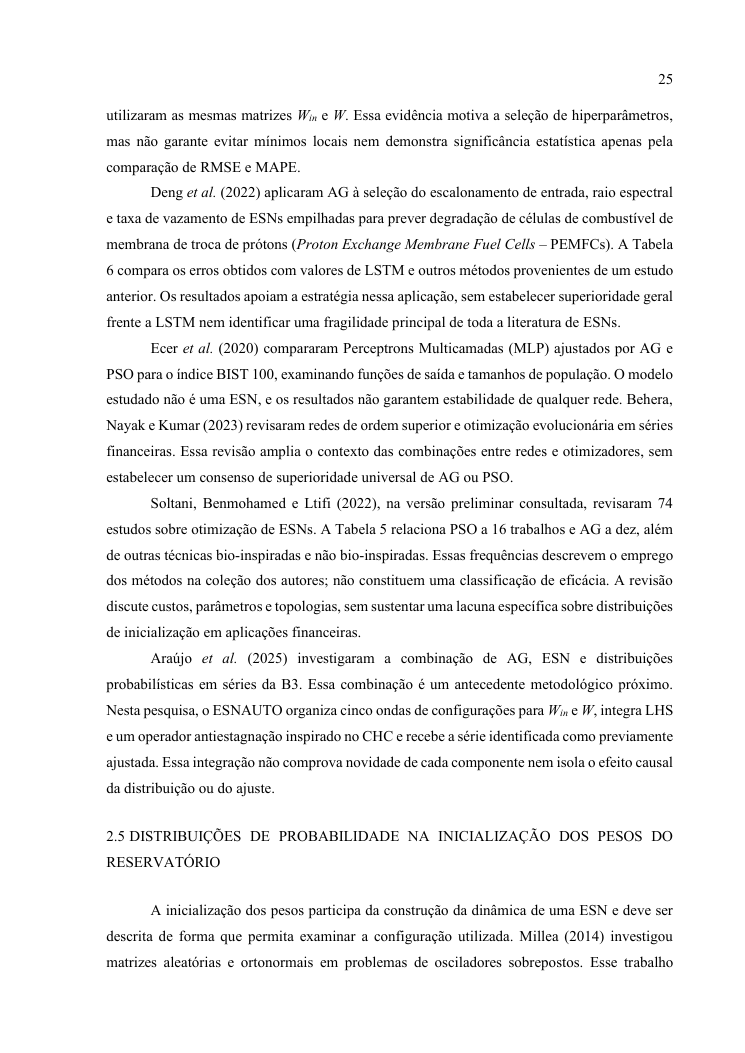 25
utilizaram as mesmas matrizes Win e W. Essa evidência motiva a seleção de hiperparâmetros,
mas não garante evitar mínimos locais nem demonstra significância estatística apenas pela
comparação de RMSE e MAPE.
Deng et al. (2022) aplicaram AG à seleção do escalonamento de entrada, raio espectral
e taxa de vazamento de ESNs empilhadas para prever degradação de células de combustível de
membrana de troca de prótons (Proton Exchange Membrane Fuel Cells – PEMFCs). A Tabela
6 compara os erros obtidos com valores de LSTM e outros métodos provenientes de um estudo
anterior. Os resultados apoiam a estratégia nessa aplicação, sem estabelecer superioridade geral
frente a LSTM nem identificar uma fragilidade principal de toda a literatura de ESNs.
Ecer et al. (2020) compararam Perceptrons Multicamadas (MLP) ajustados por AG e
PSO para o índice BIST 100, examinando funções de saída e tamanhos de população. O modelo
estudado não é uma ESN, e os resultados não garantem estabilidade de qualquer rede. Behera,
Nayak e Kumar (2023) revisaram redes de ordem superior e otimização evolucionária em séries
financeiras. Essa revisão amplia o contexto das combinações entre redes e otimizadores, sem
estabelecer um consenso de superioridade universal de AG ou PSO.
Soltani, Benmohamed e Ltifi (2022), na versão preliminar consultada, revisaram 74
estudos sobre otimização de ESNs. A Tabela 5 relaciona PSO a 16 trabalhos e AG a dez, além
de outras técnicas bio-inspiradas e não bio-inspiradas. Essas frequências descrevem o emprego
dos métodos na coleção dos autores; não constituem uma classificação de eficácia. A revisão
discute custos, parâmetros e topologias, sem sustentar uma lacuna específica sobre distribuições
de inicialização em aplicações financeiras.
Araújo et al. (2025) investigaram a combinação de AG, ESN e distribuições
probabilísticas em séries da B3. Essa combinação é um antecedente metodológico próximo.
Nesta pesquisa, o ESNAUTO organiza cinco ondas de configurações para Win e W, integra LHS
e um operador antiestagnação inspirado no CHC e recebe a série identificada como previamente
ajustada. Essa integração não comprova novidade de cada componente nem isola o efeito causal
da distribuição ou do ajuste.
2.5 DISTRIBUIÇÕES DE PROBABILIDADE NA INICIALIZAÇÃO DOS PESOS DO
RESERVATÓRIO
A inicialização dos pesos participa da construção da dinâmica de uma ESN e deve ser
descrita de forma que permita examinar a configuração utilizada. Millea (2014) investigou
matrizes aleatórias e ortonormais em problemas de osciladores sobrepostos. Esse trabalho